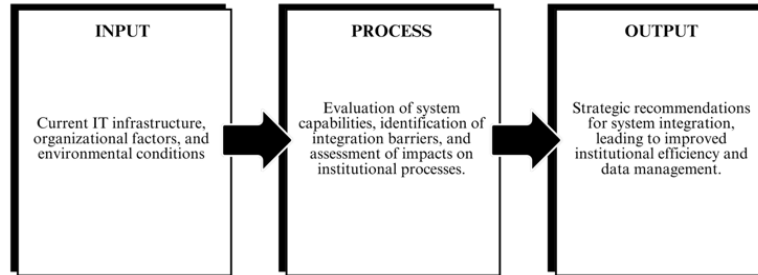 INPUT
Current IT infrastructure,
organizational factors, and
environmental conditions
PROCESS
Evaluation of system
capabilities, identification of
integration barriers, and
assessment of impacts on
institutional processes.
OUTPUT
Strategic recommendations
for system integration,
leading to improved
institutional efficiency and
data management.